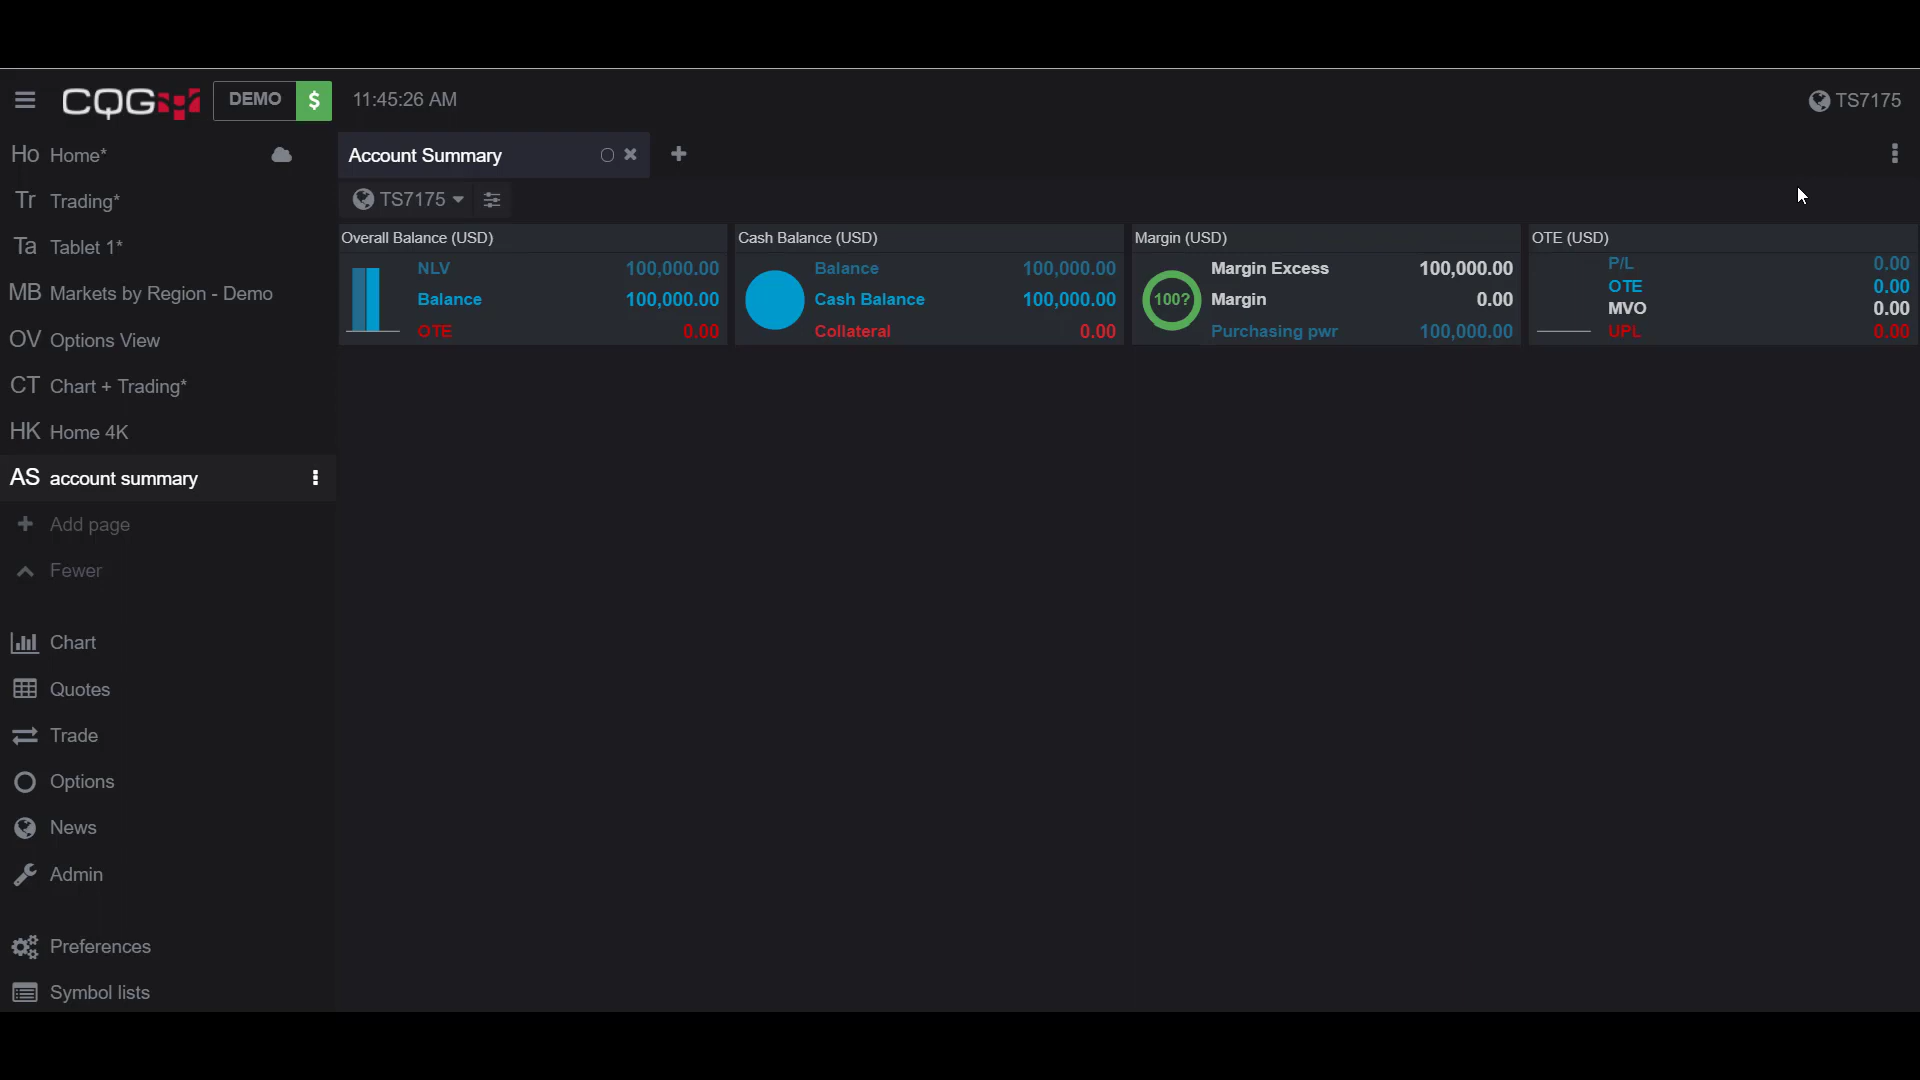 CQG DEMO $ 11:45:26 AM TS7175
Ho Home*
Tr Trading*
Ta Tablet 1*
MB Markets by Region - Demo
OV Options View
CT Chart + Trading*
HK Home 4K
AS account summary
Add page
Fewer
Chart
Quotes
Trade
Options
News
Admin
Preferences
Symbol lists
Account Summary
TS7175
Overall Balance (USD)
NLV 100,000.00
Balance 100,000.00
OTE 0.00
Cash Balance (USD)
Balance 100,000.00
Cash Balance 100,000.00
Collateral 0.00
Margin (USD)
100?
Margin Excess 100,000.00
Margin 0.00
Purchasing pwr 100,000.00
OTE (USD)
P/L 0.00
OTE 0.00
MVO 0.00
UPL 0.00